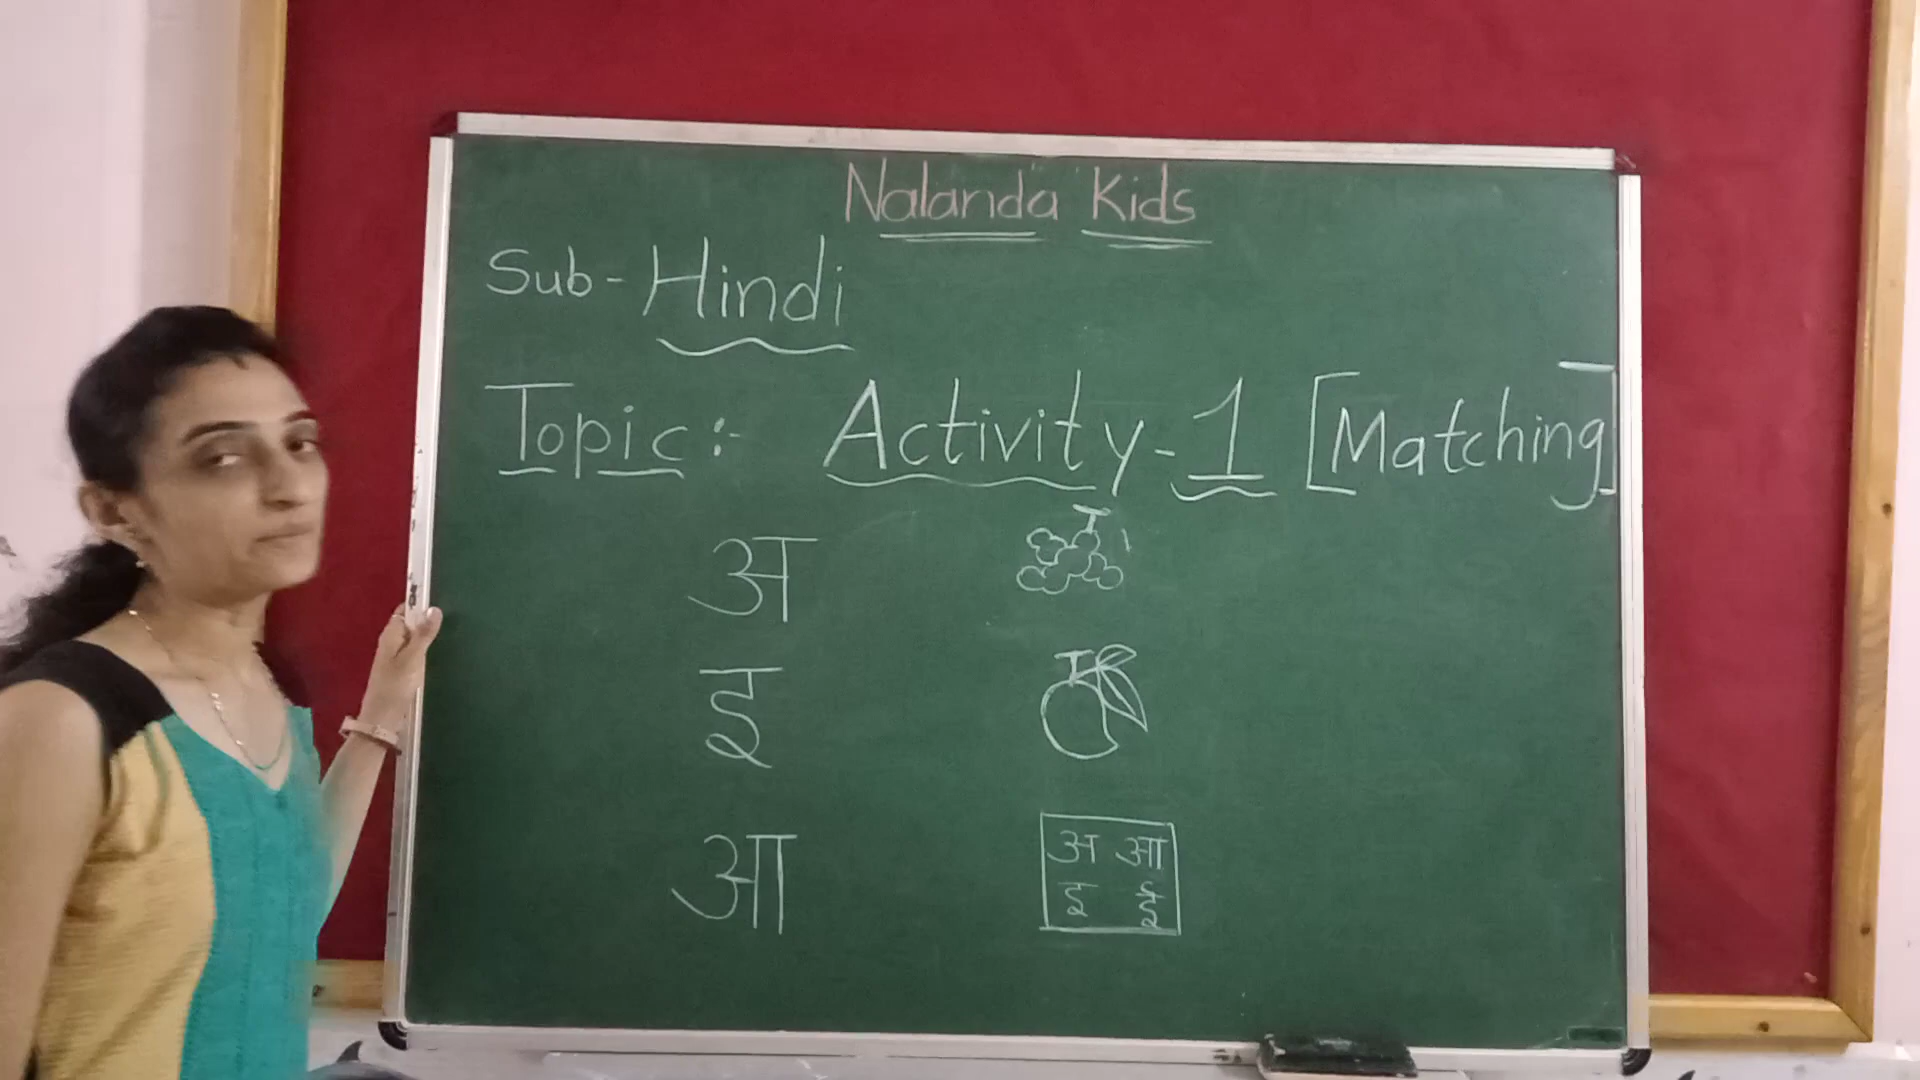 Nalanda Kids
Sub- Hindi
Topic:- Activity-1 [Matching]
अ
इ
आ
अ आ
इ ई